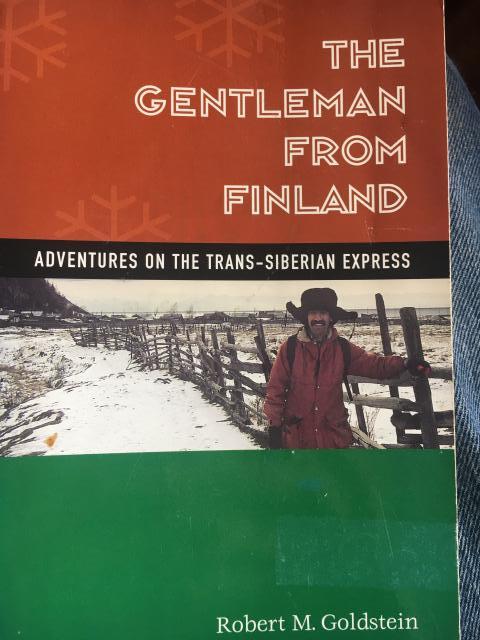 THE
GENTLEMAN
FROM
FINLAND
ADVENTURES ON THE TRANS-SIBERIAN EXPRESS
Robert M. Goldstein